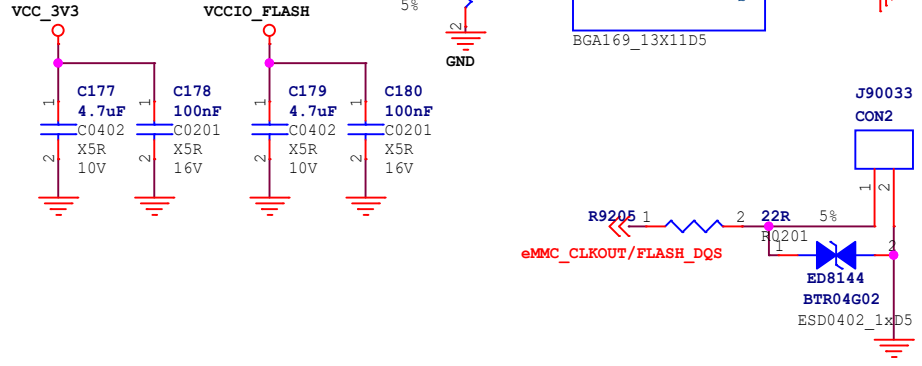 5%
VCC_3V3
VCCIO_FLASH
2
GND
BGA169_13X11D5
C177
4.7uF
C0402
X5R
10V
1
2
C178
100nF
C0201
X5R
16V
1
2
C179
4.7uF
C0402
X5R
10V
1
2
C180
100nF
C0201
X5R
16V
1
2
J90033
CON2
1
2
R9205
1
2
22R
5%
R0201
eMMC_CLKOUT/FLASH_DQS
1
2
ED8144
BTR04G02
ESD0402_1xD5